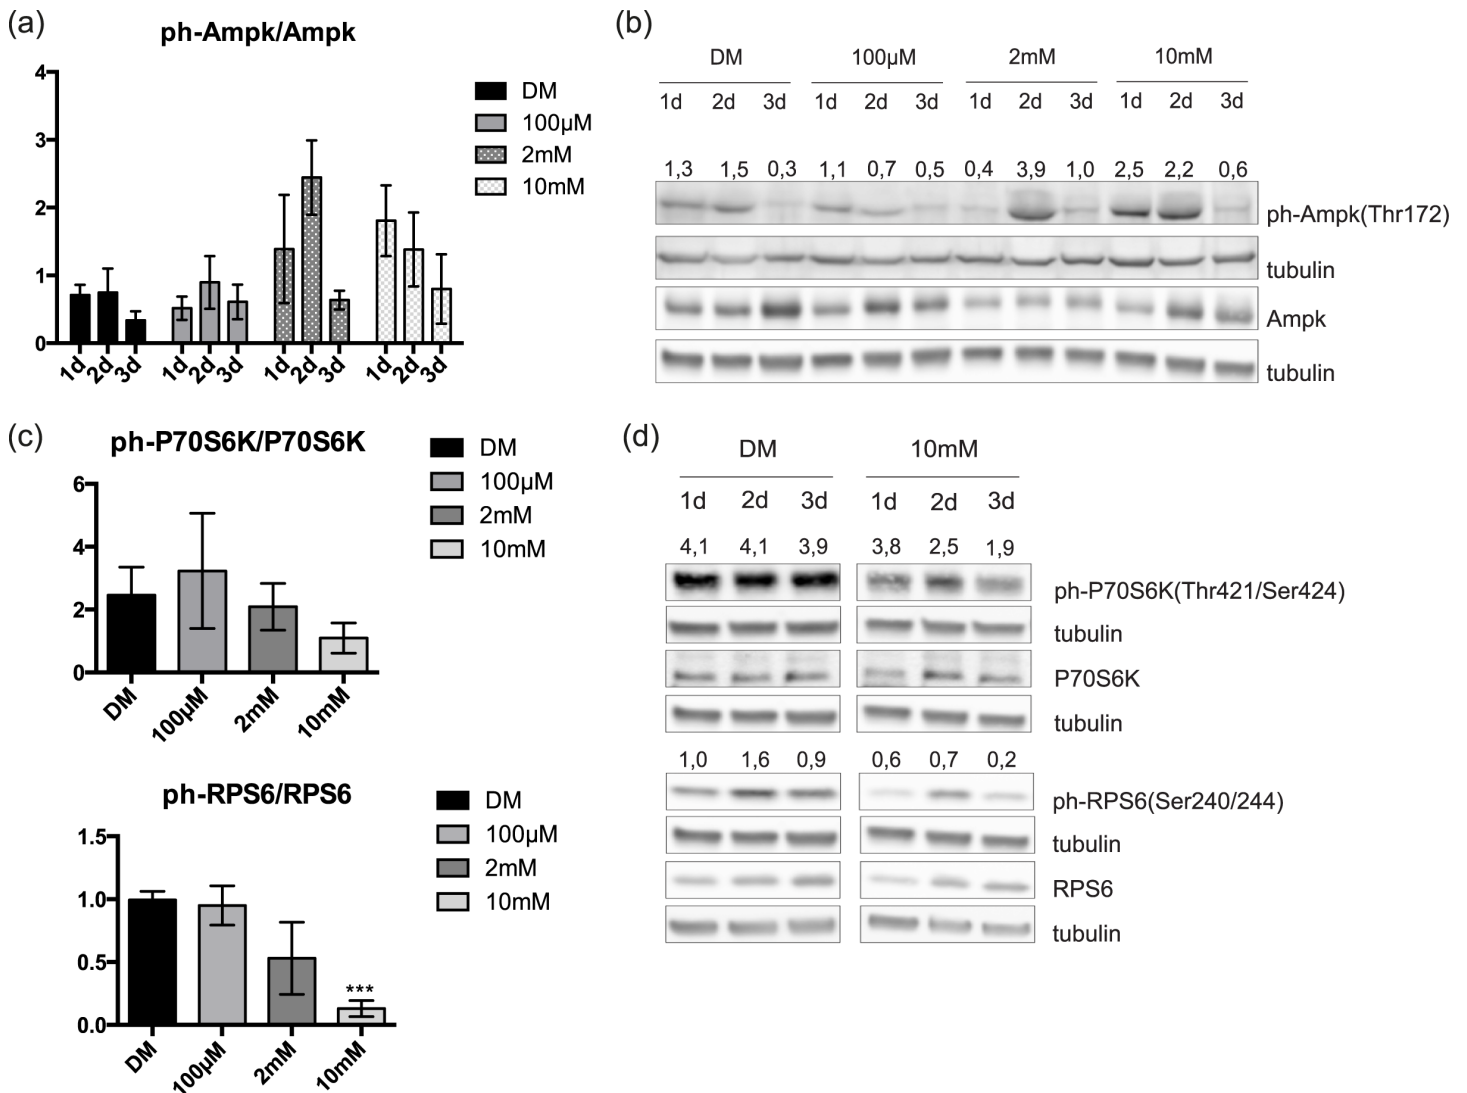 (a)
ph-Ampk/Ampk
4
3
2
1
0
1d 2d 3d 1d 2d 3d 1d 2d 3d 1d 2d 3d
DM
100µM
2mM
10mM
(b)
DM 100µM 2mM 10mM
1d 2d 3d 1d 2d 3d 1d 2d 3d 1d 2d 3d
1,3 1,5 0,3 1,1 0,7 0,5 0,4 3,9 1,0 2,5 2,2 0,6
ph-Ampk(Thr172)
tubulin
Ampk
tubulin
(c)
ph-P70S6K/P70S6K
6
4
2
0
DM 100µM 2mM 10mM
DM
100µM
2mM
10mM
ph-RPS6/RPS6
1.5
1.0
0.5
0.0
***
DM 100µM 2mM 10mM
DM
100µM
2mM
10mM
(d)
DM 10mM
1d 2d 3d 1d 2d 3d
4,1 4,1 3,9 3,8 2,5 1,9
ph-P70S6K(Thr421/Ser424)
tubulin
P70S6K
tubulin
1,0 1,6 0,9 0,6 0,7 0,2
ph-RPS6(Ser240/244)
tubulin
RPS6
tubulin